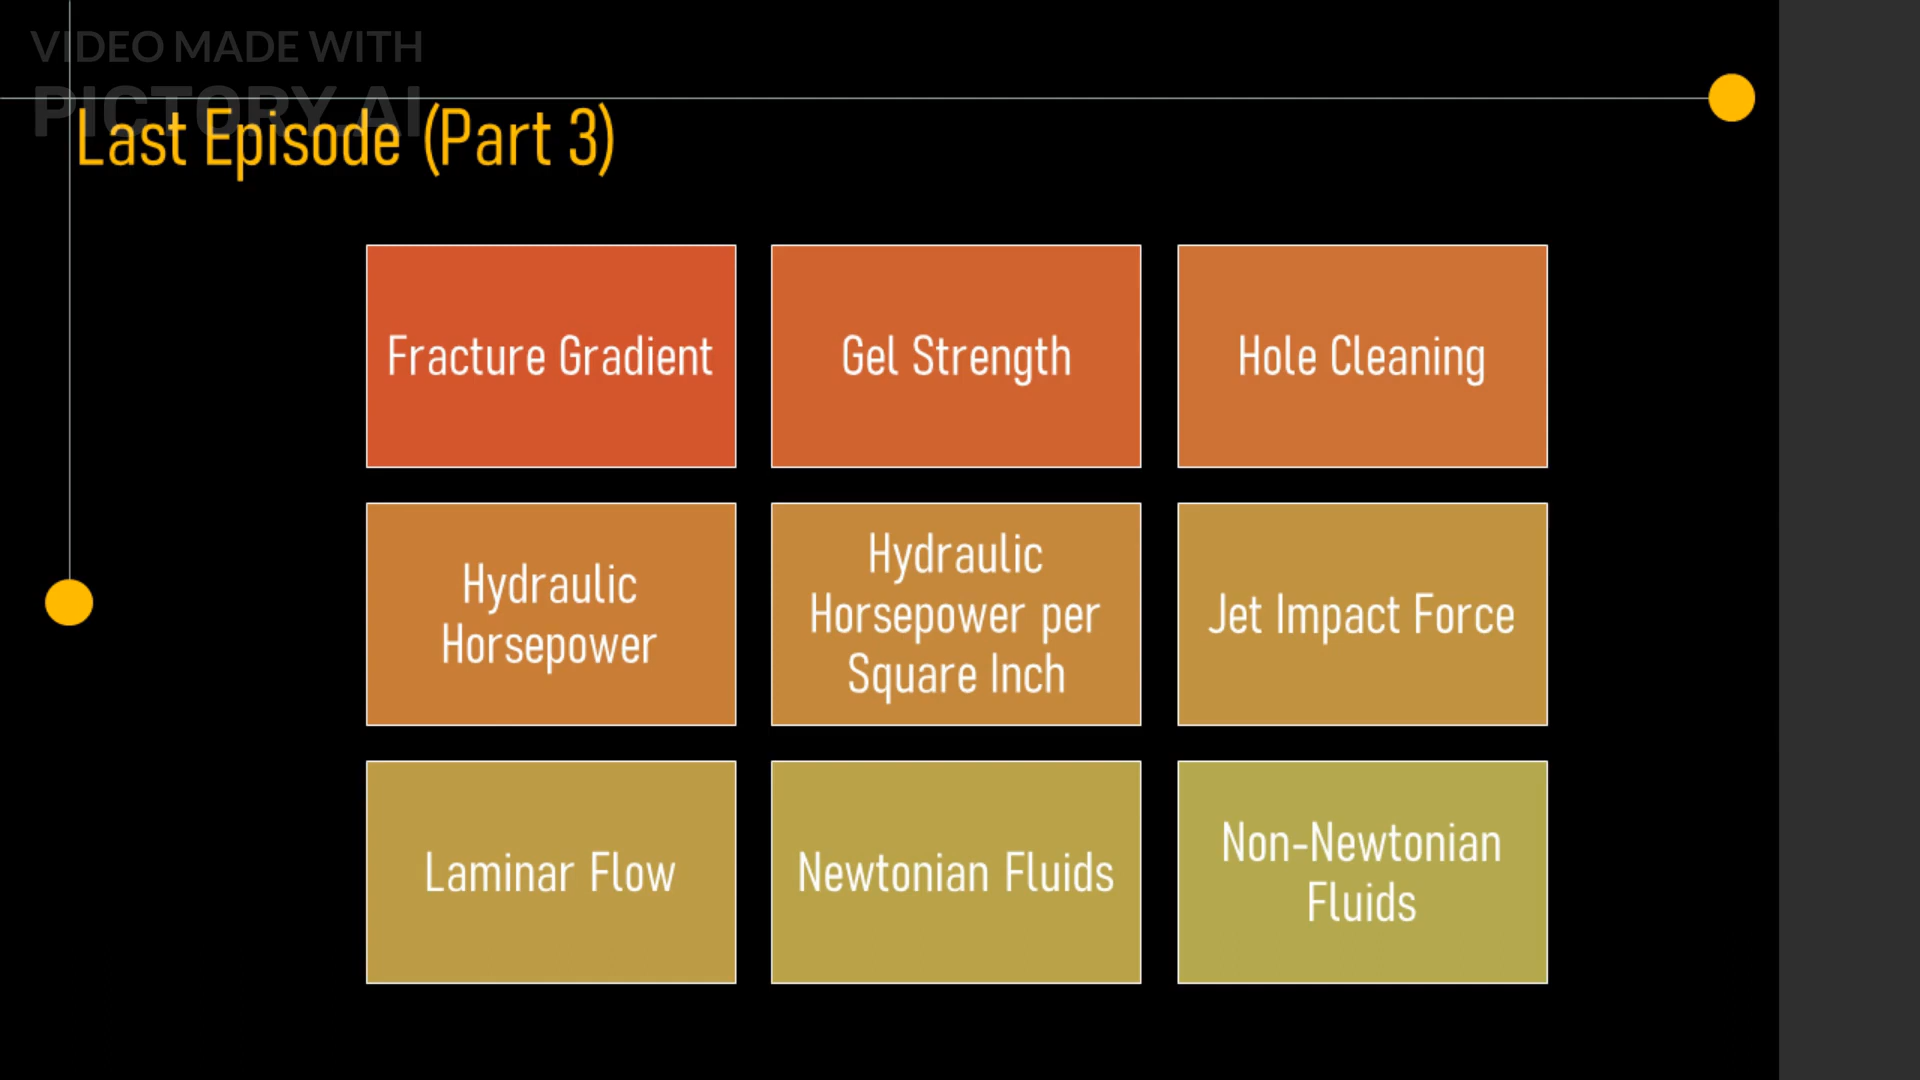 VIDEO MADE WITH
PICTORY.AI
Last Episode (Part 3)
Fracture Gradient
Gel Strength
Hole Cleaning
Hydraulic
Horsepower
Hydraulic
Horsepower per
Square Inch
Jet Impact Force
Laminar Flow
Newtonian Fluids
Non-Newtonian
Fluids